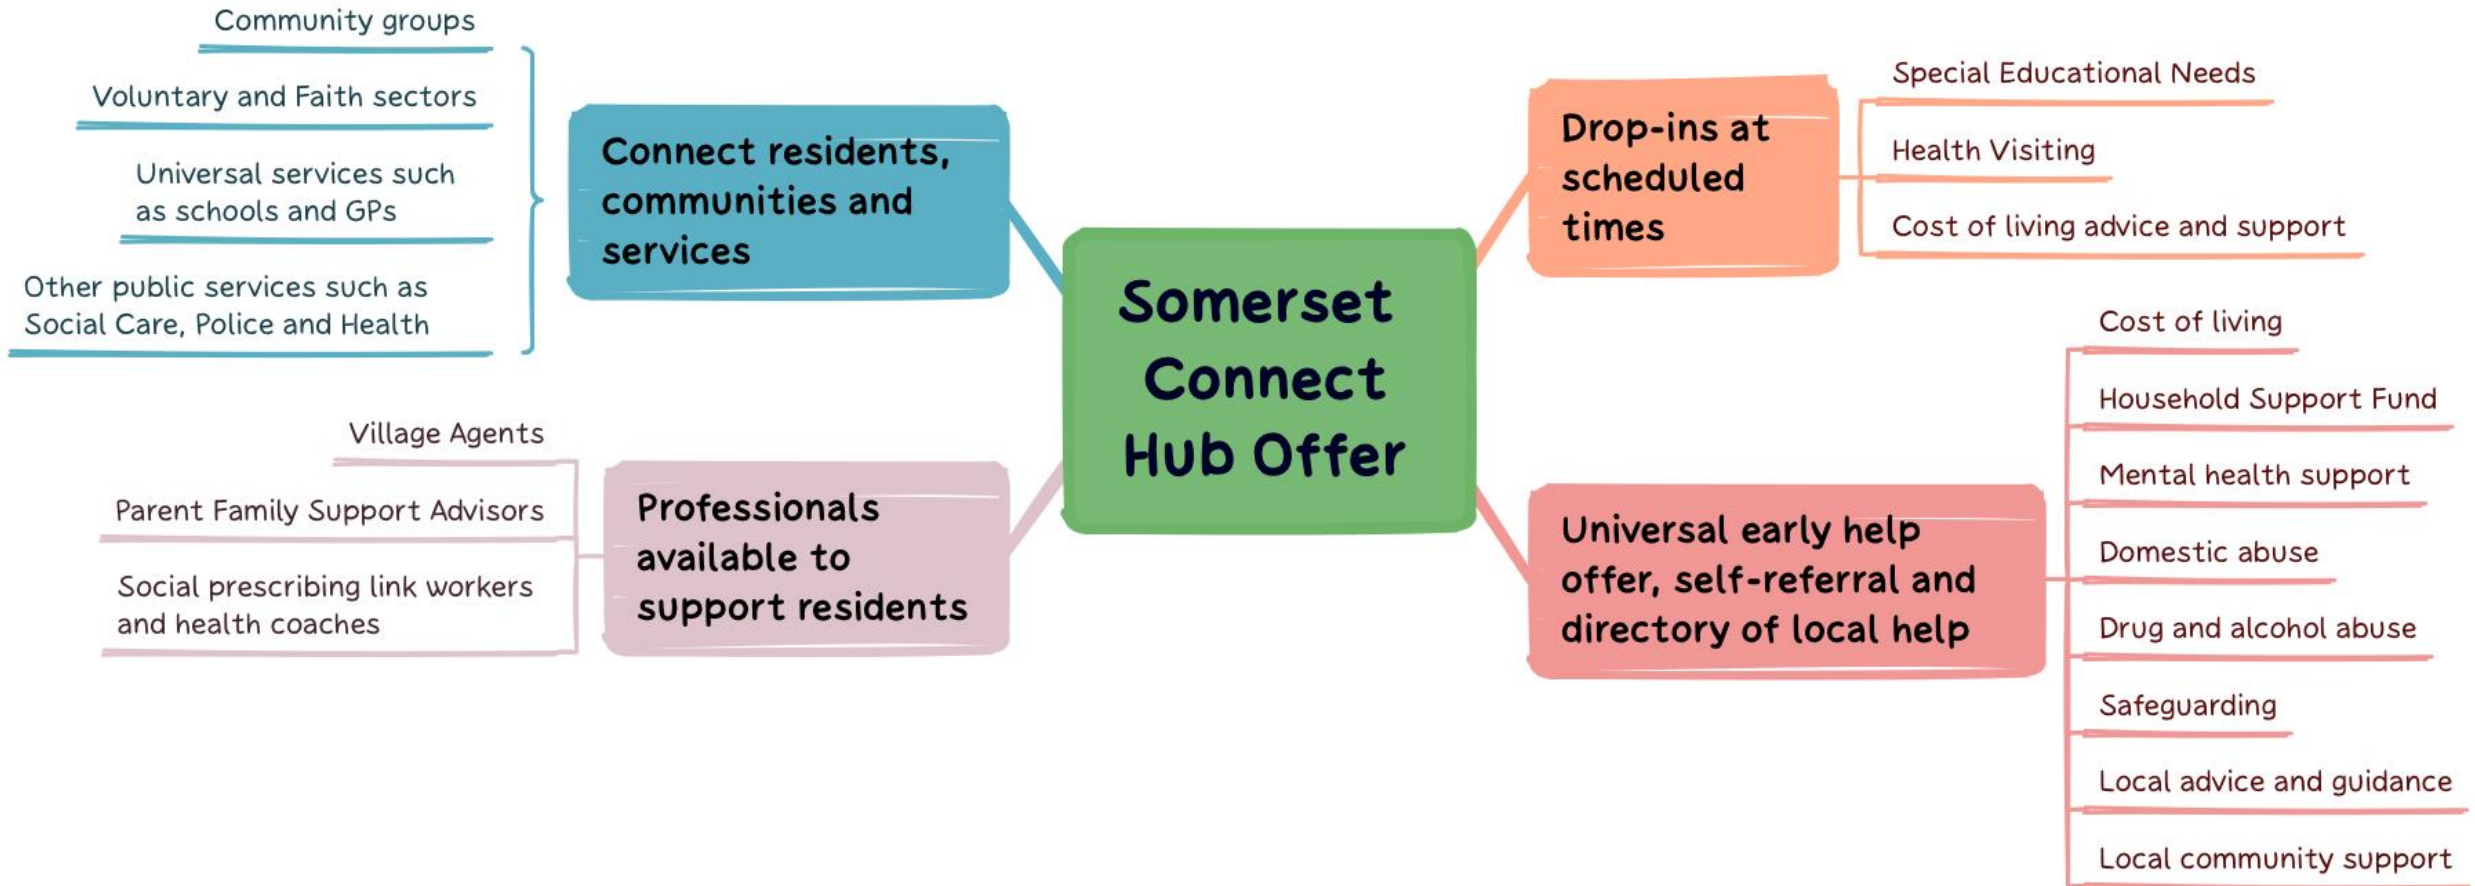 Community groups
Voluntary and Faith sectors
Universal services such
as schools and GPs
Other public services such as
Social Care, Police and Health
Connect residents,
communities and
services
Village Agents
Parent Family Support Advisors
Social prescribing link workers
and health coaches
Professionals
available to
support residents
Somerset
Connect
Hub Offer
Drop-ins at
scheduled
times
Special Educational Needs
Health Visiting
Cost of living advice and support
Universal early help
offer, self-referral and
directory of local help
Cost of living
Household Support Fund
Mental health support
Domestic abuse
Drug and alcohol abuse
Safeguarding
Local advice and guidance
Local community support